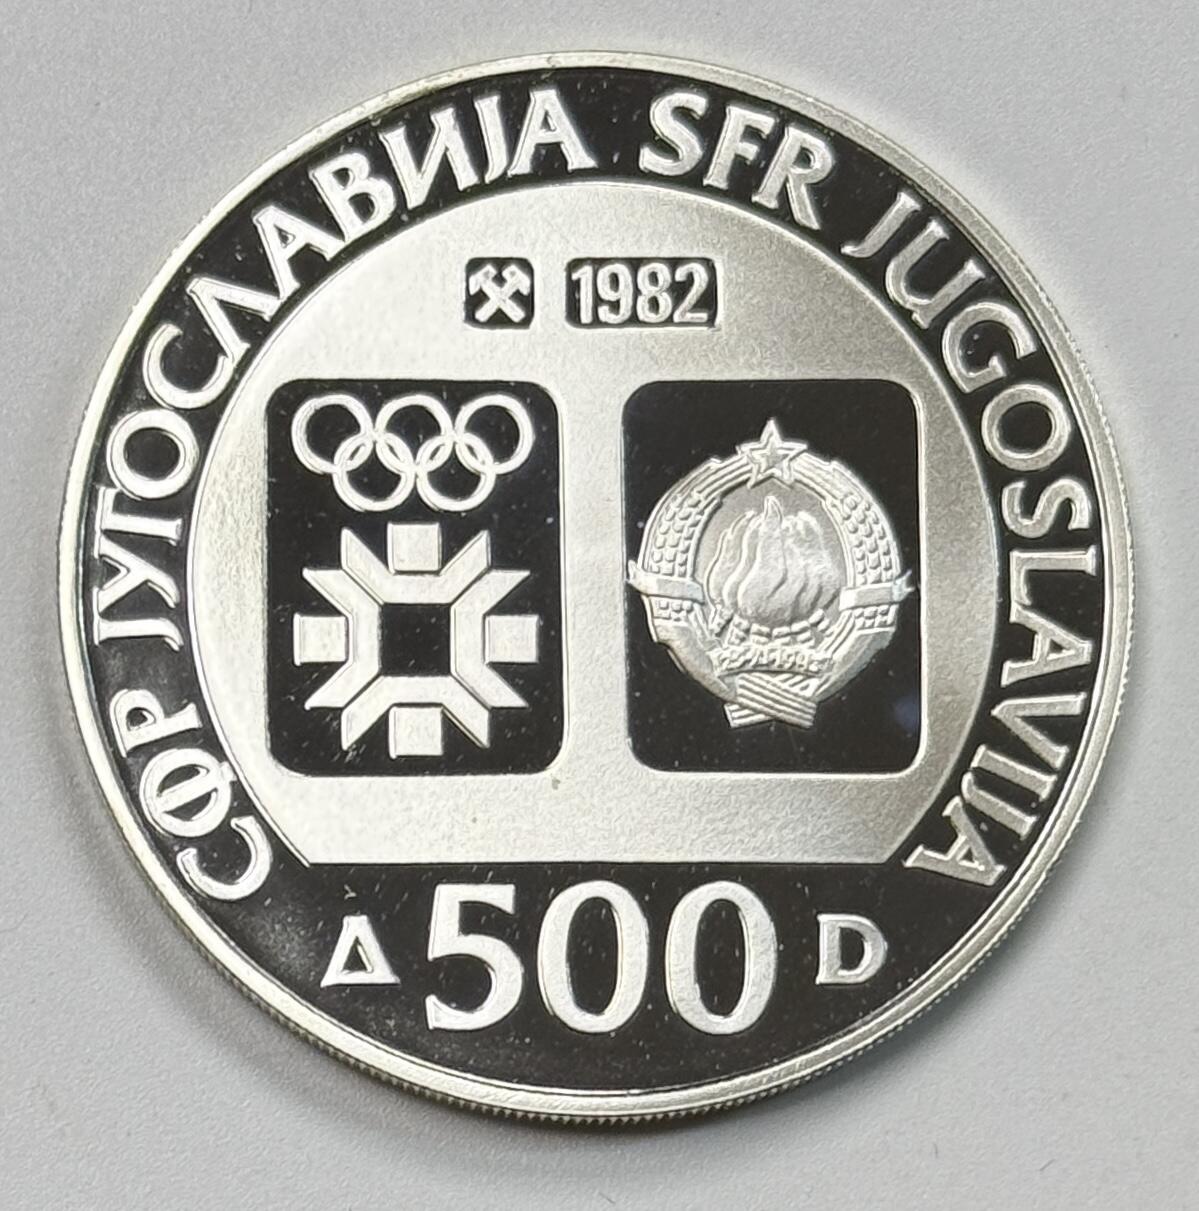 СФР ЈУГОСЛАВИЈА SFR JUGOSLAVIJA
1982
Д 500 D